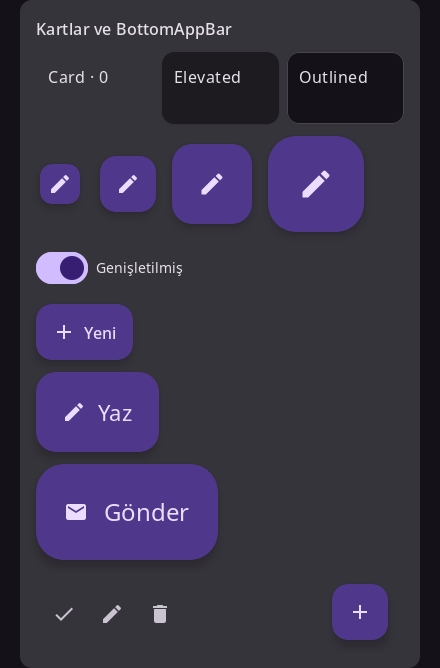 Kartlar ve BottomAppBar
Card · 0
Elevated
Outlined
Genişletilmiş
Yeni
Yaz
Gönder